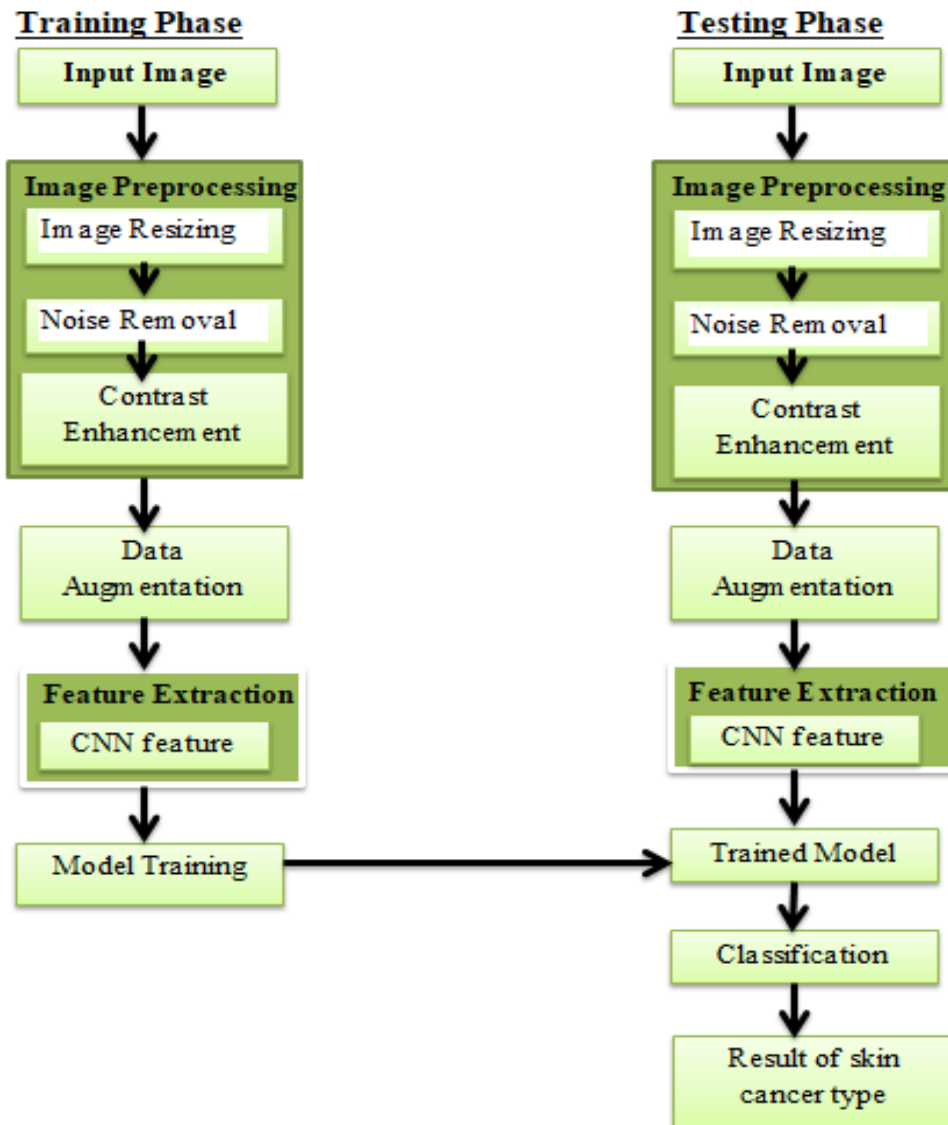 Training Phase
Input Image
Image Preprocessing
Image Resizing
Noise Removal
Contrast
Enhancement
Data
Augmentation
Feature Extraction
CNN feature
Model Training
Testing Phase
Input Image
Image Preprocessing
Image Resizing
Noise Removal
Contrast
Enhancement
Data
Augmentation
Feature Extraction
CNN feature
Trained Model
Classification
Result of skin
cancer type